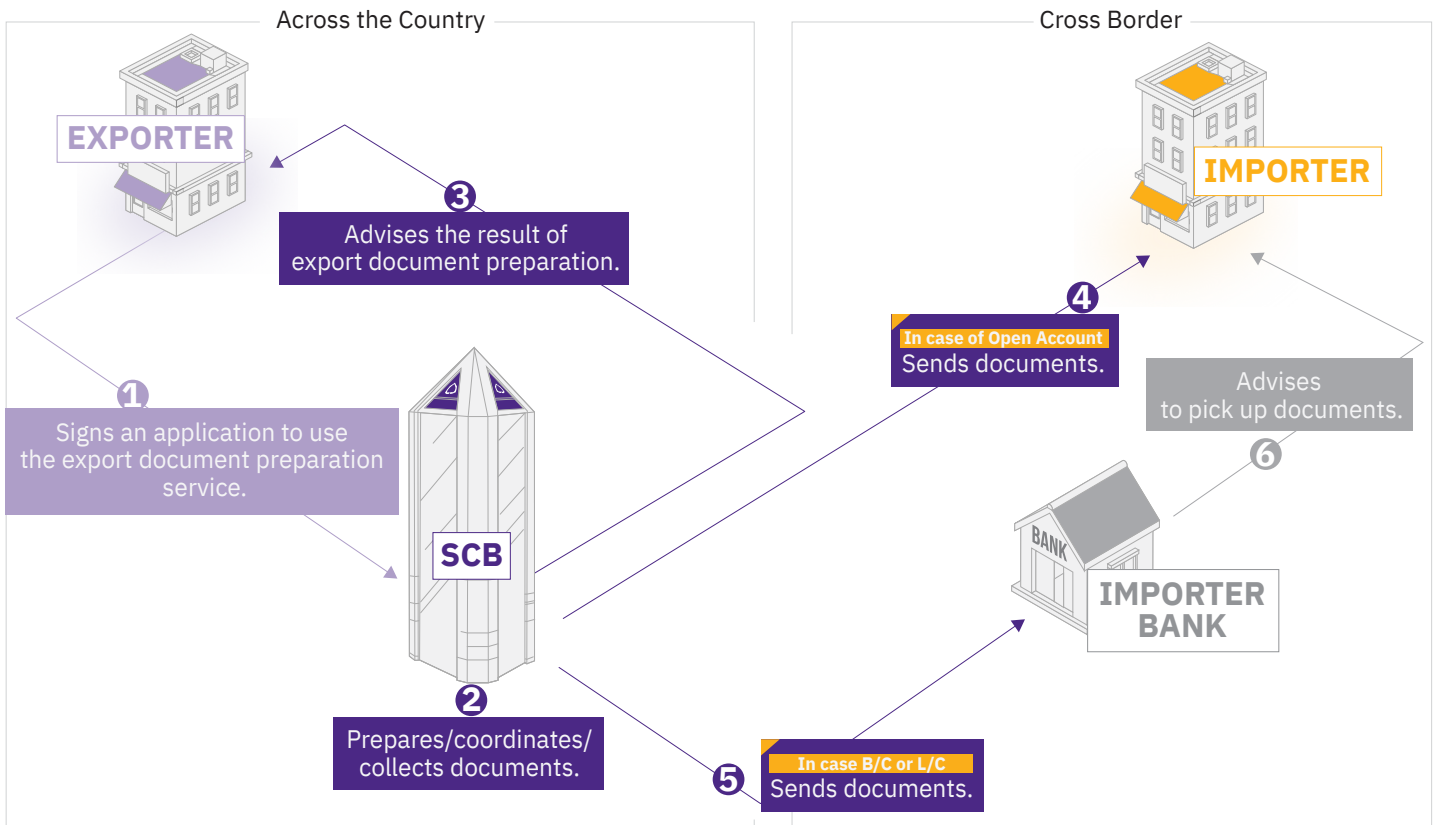 Across the Country
Cross Border
EXPORTER
IMPORTER
3
Advises the result of
export document preparation.
4
In case of Open Account
Sends documents.
1
Signs an application to use
the export document preparation
service.
Advises
to pick up documents.
6
SCB
BANK
IMPORTER
BANK
2
Prepares/coordinates/
collects documents.
5
In case B/C or L/C
Sends documents.